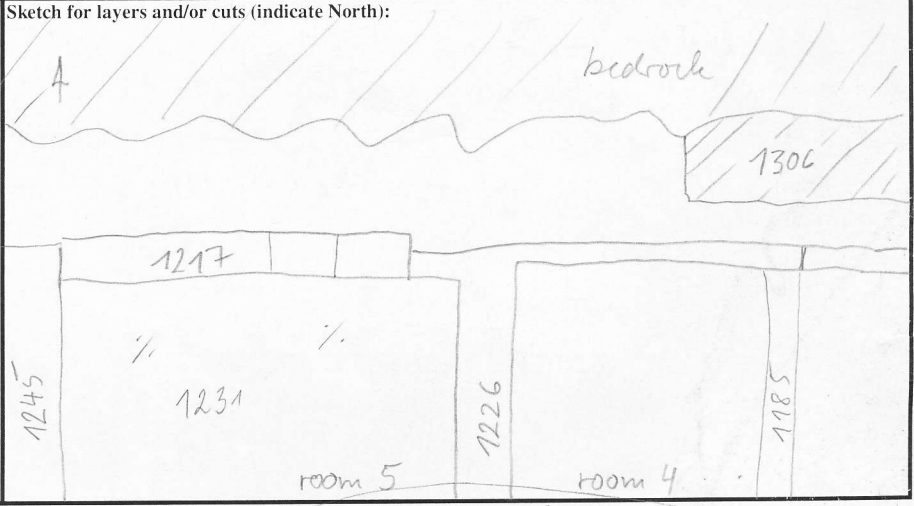 Sketch for layers and/or cuts (indicate North):
bedrock
1306
1217
1245
1231
1226
1185
room 5
room 4